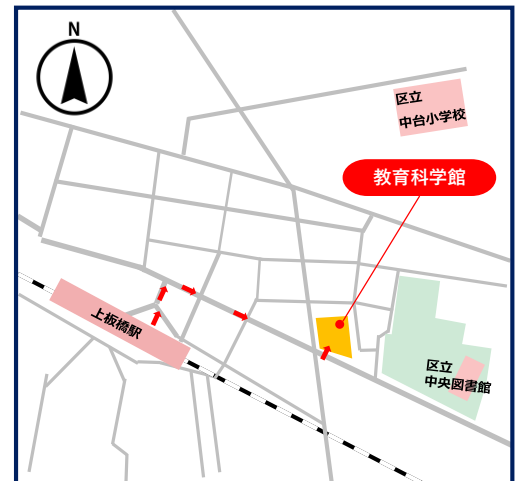 N
区立
中台小学校
教育科学館
上板橋駅
区立
中央図書館